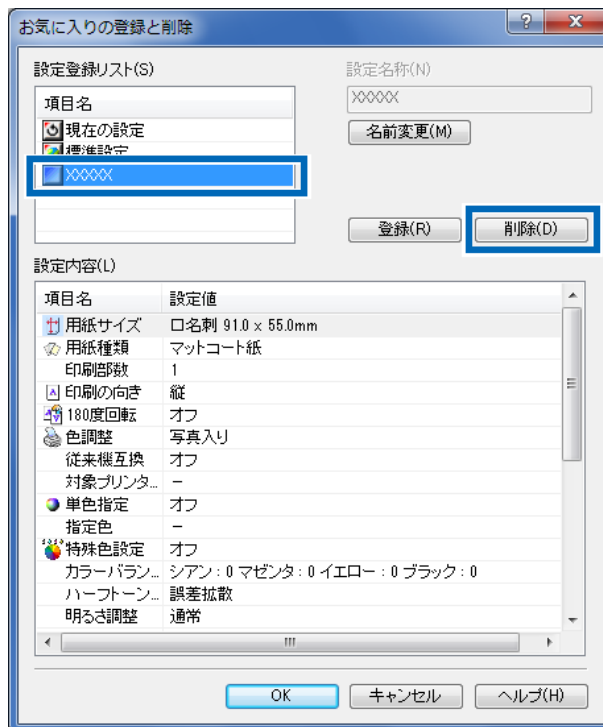 お気に入りの登録と削除
設定登録リスト(S)
設定名称(N)
項目名
XXXXX
現在の設定
名前変更(M)
標準設定
XXXXX
登録(R)
削除(D)
設定内容(L)
項目名 設定値
用紙サイズ 口名刺 91.0 x 55.0mm
用紙種類 マットコート紙
印刷部数 1
印刷の向き 縦
180度回転 オフ
色調整 写真入り
従来機互換 オフ
対象プリンタ... −
単色指定 オフ
指定色 −
特殊色設定 オフ
カラーバラン... シアン : 0 マゼンタ : 0 イエロー : 0 ブラック : 0
ハーフトーン... 誤差拡散
明るさ調整 通常
OK
キャンセル
ヘルプ(H)